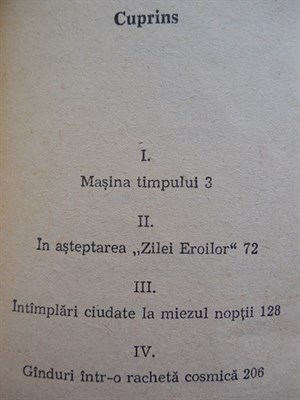 Cuprins
I.
Mașina timpului 3
II.
În așteptarea „Zilei Eroilor“ 72
III.
Întîmplări ciudate la miezul nopții 128
IV.
Gînduri într-o rachetă cosmică 206